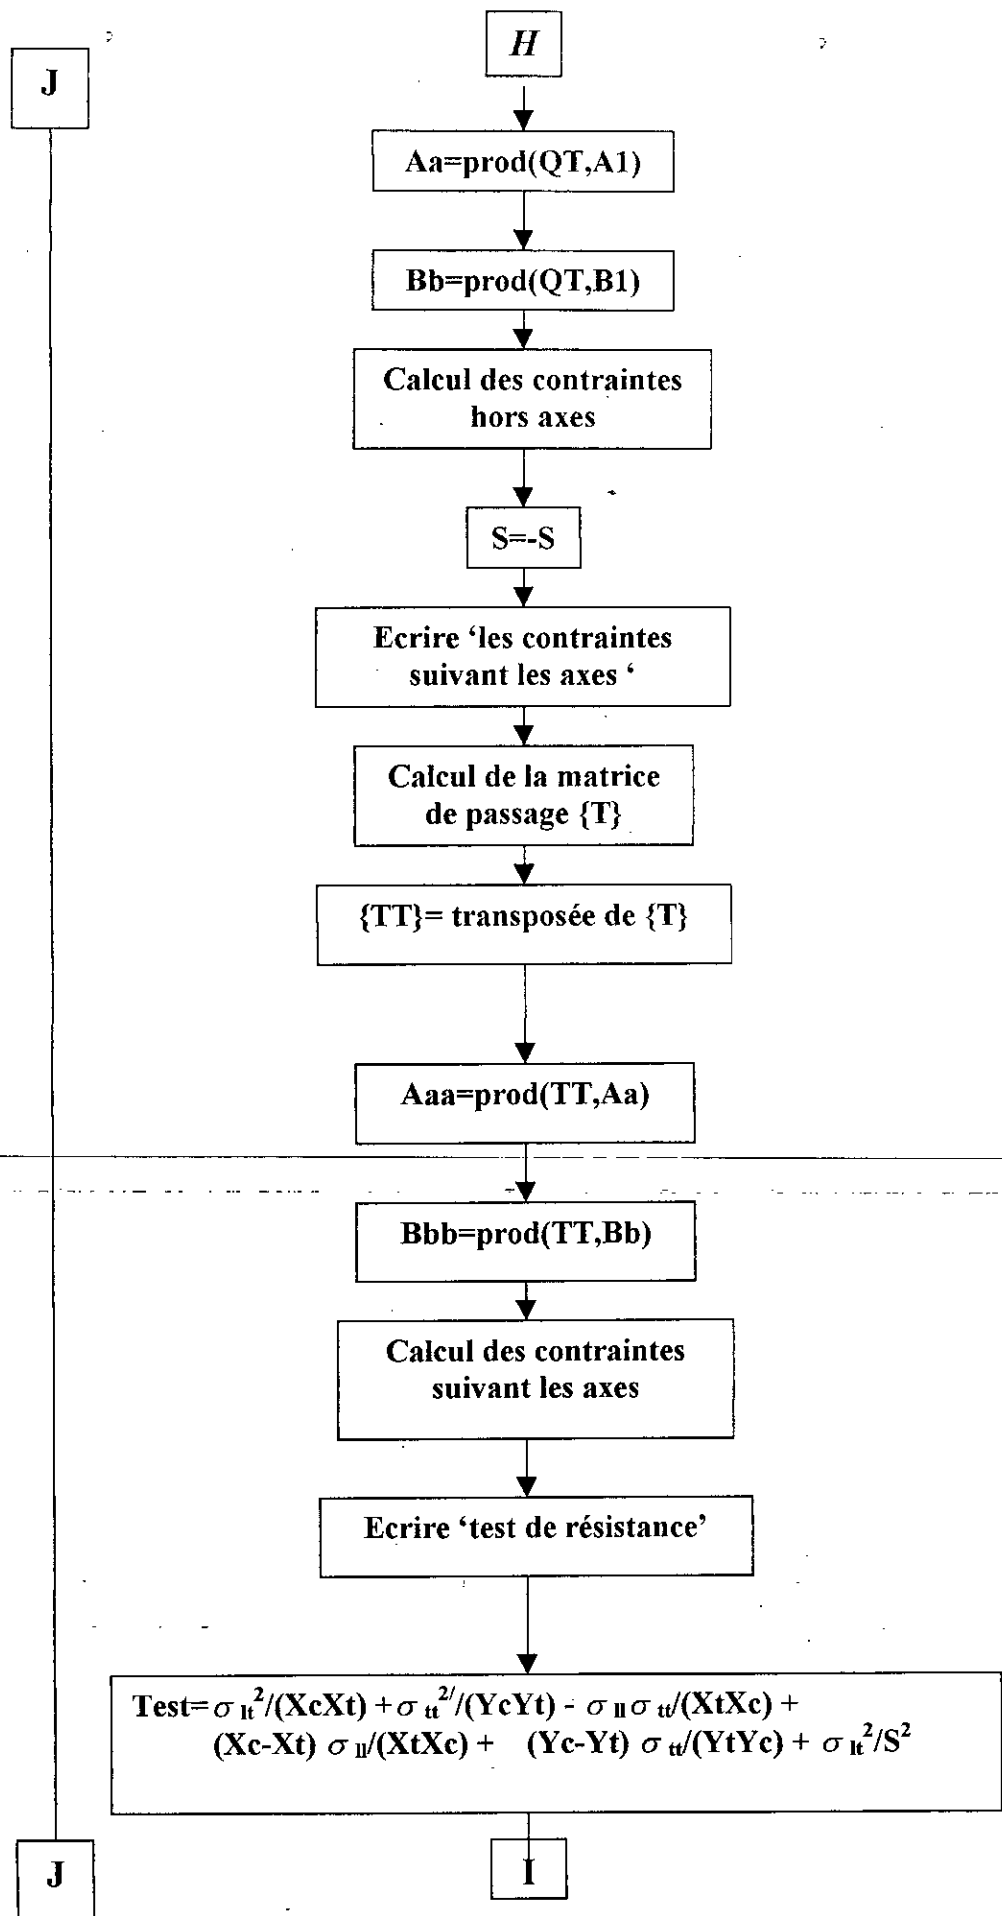 H
J
Aa=prod(QT,A1)
Bb=prod(QT,B1)
Calcul des contraintes
hors axes
S=-S
Ecrire ‘les contraintes
suivant les axes ‘
Calcul de la matrice
de passage {T}
{TT}= transposée de {T}
Aaa=prod(TT,Aa)
Bbb=prod(TT,Bb)
Calcul des contraintes
suivant les axes
Ecrire ‘test de résistance’
Test= σ lt²/(XcXt) + σ tt²ᐟ/(YcYt) - σ ll σ tt/(XtXc) +
(Xc-Xt) σ ll/(XtXc) + (Yc-Yt) σ tt/(YtYc) + σ lt²/S²
J
I